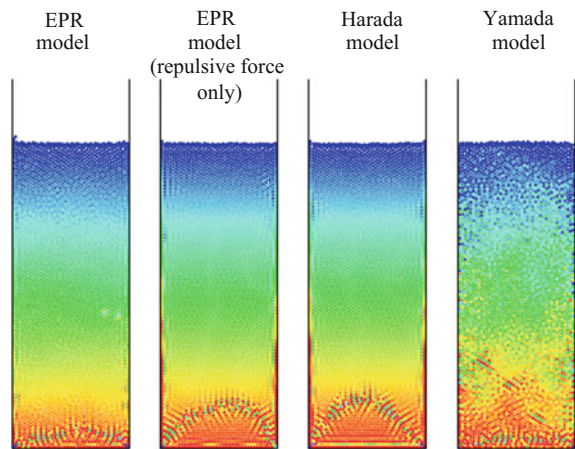 EPR
model
EPR
model
(repulsive force
only)
Harada
model
Yamada
model